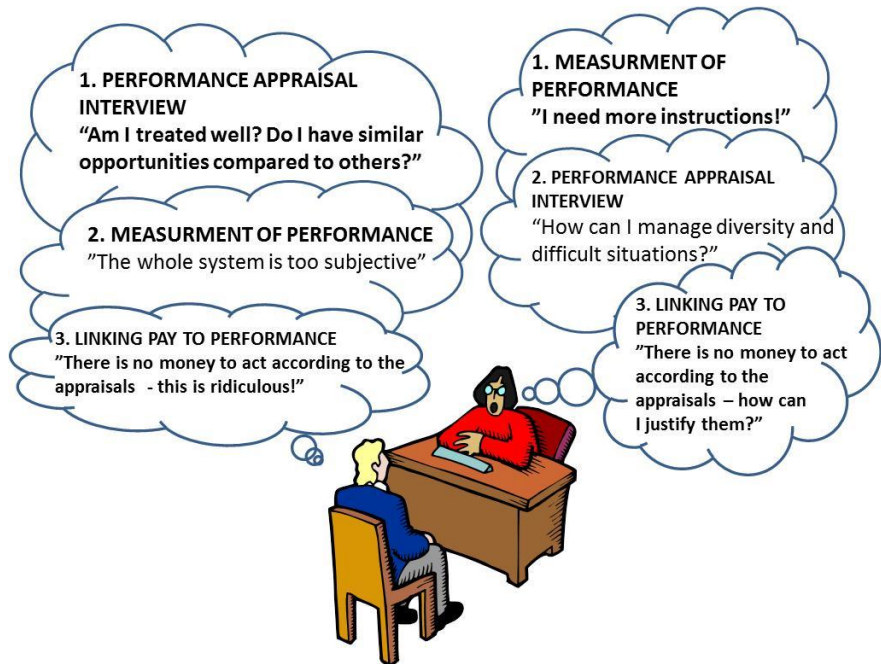 1. PERFORMANCE APPRAISAL
INTERVIEW
“Am I treated well? Do I have similar
opportunities compared to others?”
2. MEASURMENT OF PERFORMANCE
”The whole system is too subjective”
3. LINKING PAY TO PERFORMANCE
”There is no money to act according to the
appraisals - this is ridiculous!”
1. MEASURMENT OF
PERFORMANCE
”I need more instructions!”
2. PERFORMANCE APPRAISAL
INTERVIEW
“How can I manage diversity and
difficult situations?”
3. LINKING PAY TO
PERFORMANCE
”There is no money to act
according to the
appraisals – how can
I justify them?”